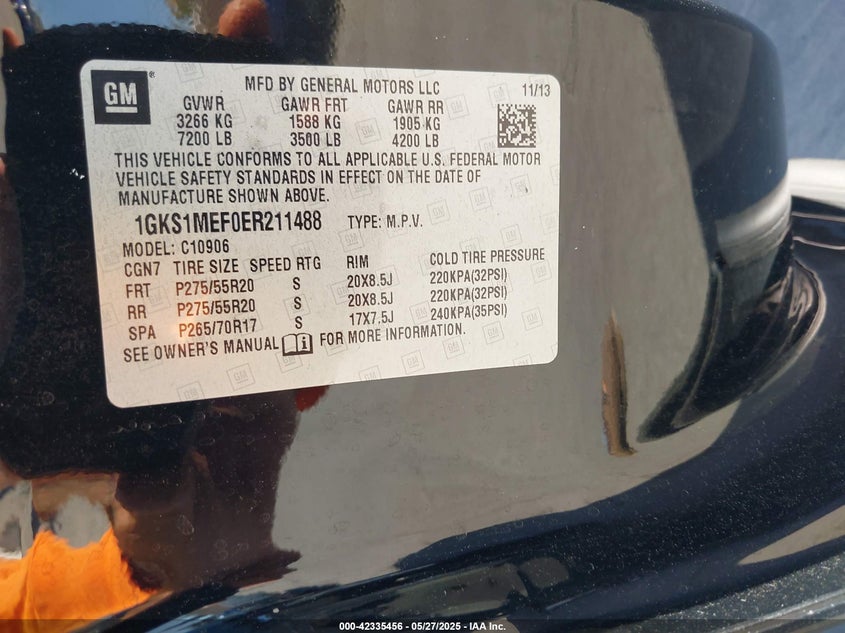 GM
MFD BY GENERAL MOTORS LLC 11/13
GVWR GAWR FRT GAWR RR
3266 KG 1588 KG 1905 KG
7200 LB 3500 LB 4200 LB
THIS VEHICLE CONFORMS TO ALL APPLICABLE U.S. FEDERAL MOTOR
VEHICLE SAFETY STANDARDS IN EFFECT ON THE DATE OF
MANUFACTURE SHOWN ABOVE.
1GKS1MEF0ER211488 TYPE: M.P.V.
MODEL: C10906
CGN7 TIRE SIZE SPEED RTG RIM COLD TIRE PRESSURE
FRT P275/55R20 S 20X8.5J 220KPA(32PSI)
RR P275/55R20 S 20X8.5J 220KPA(32PSI)
SPA P265/70R17 S 17X7.5J 240KPA(35PSI)
SEE OWNER'S MANUAL FOR MORE INFORMATION.
000-42335456 - 05/27/2025 - IAA Inc.